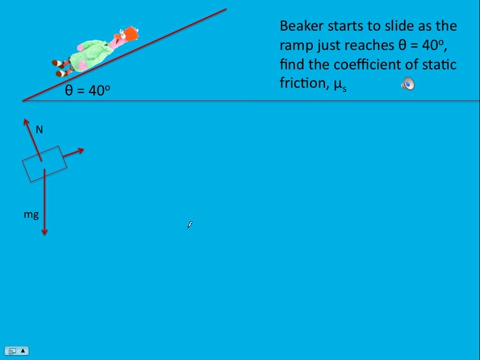 Beaker starts to slide as the
ramp just reaches θ = 40°,
find the coefficient of static
friction, μₛ
θ = 40°
N
mg